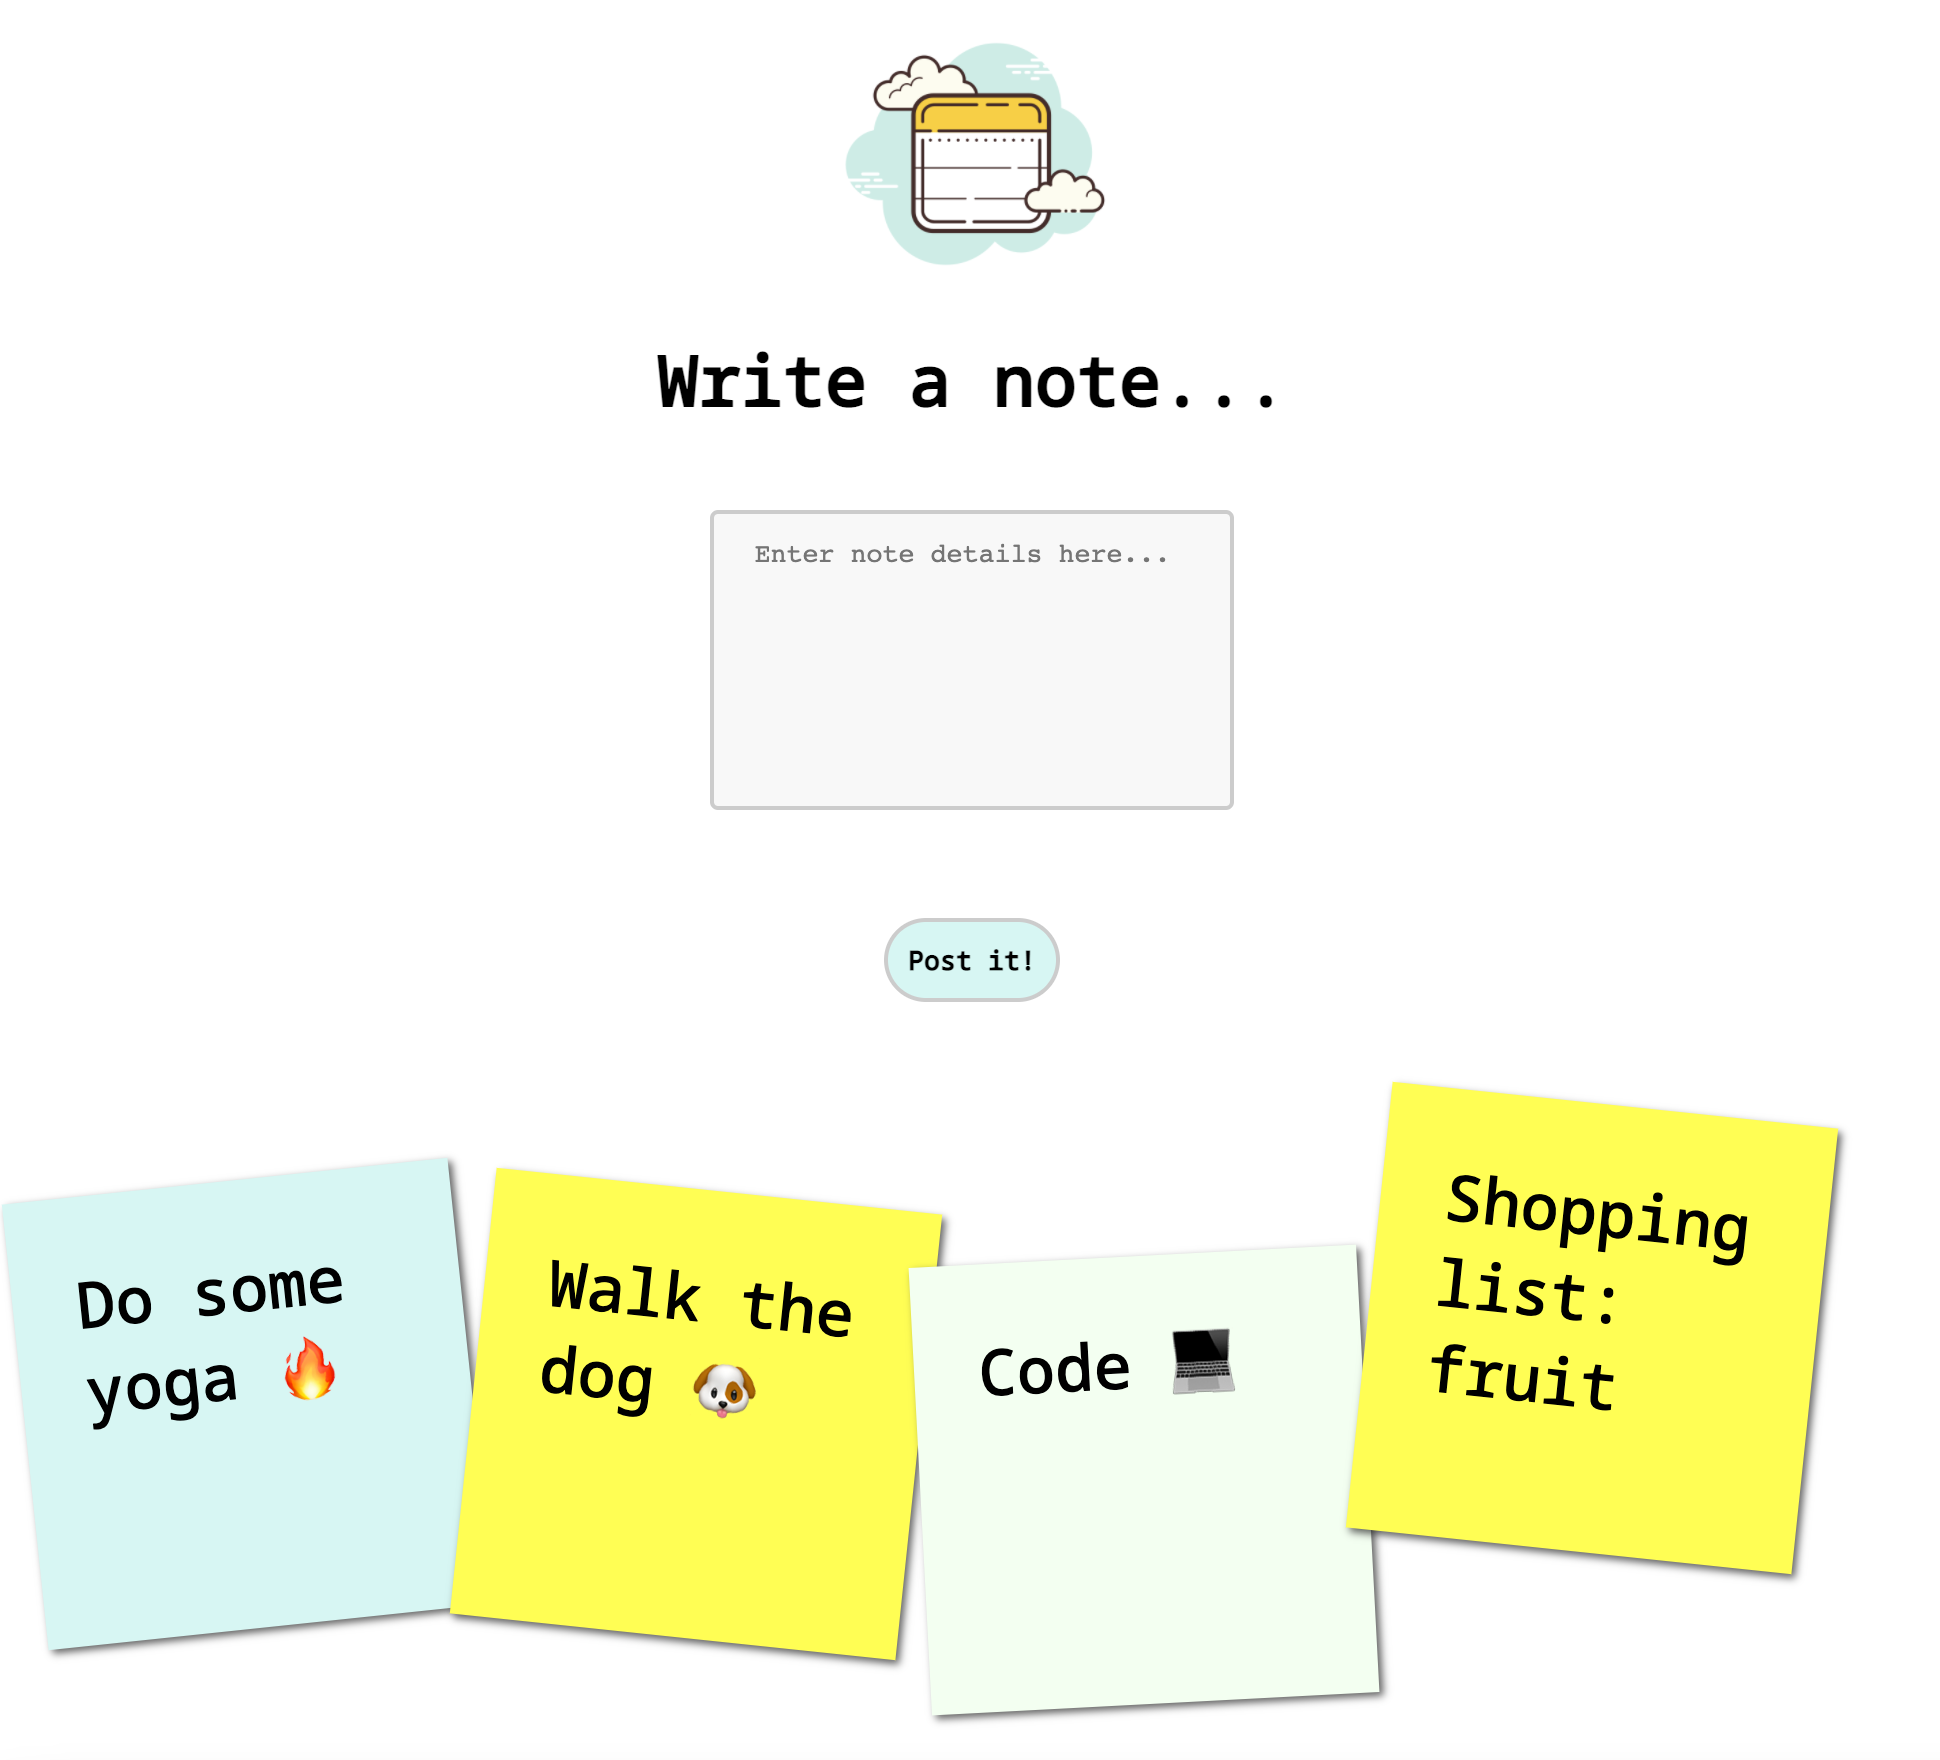 Write a note...
Enter note details here...
Post it!
Do some
yoga 🔥
Walk the
dog 🐶
Code 💻
Shopping
list:
fruit